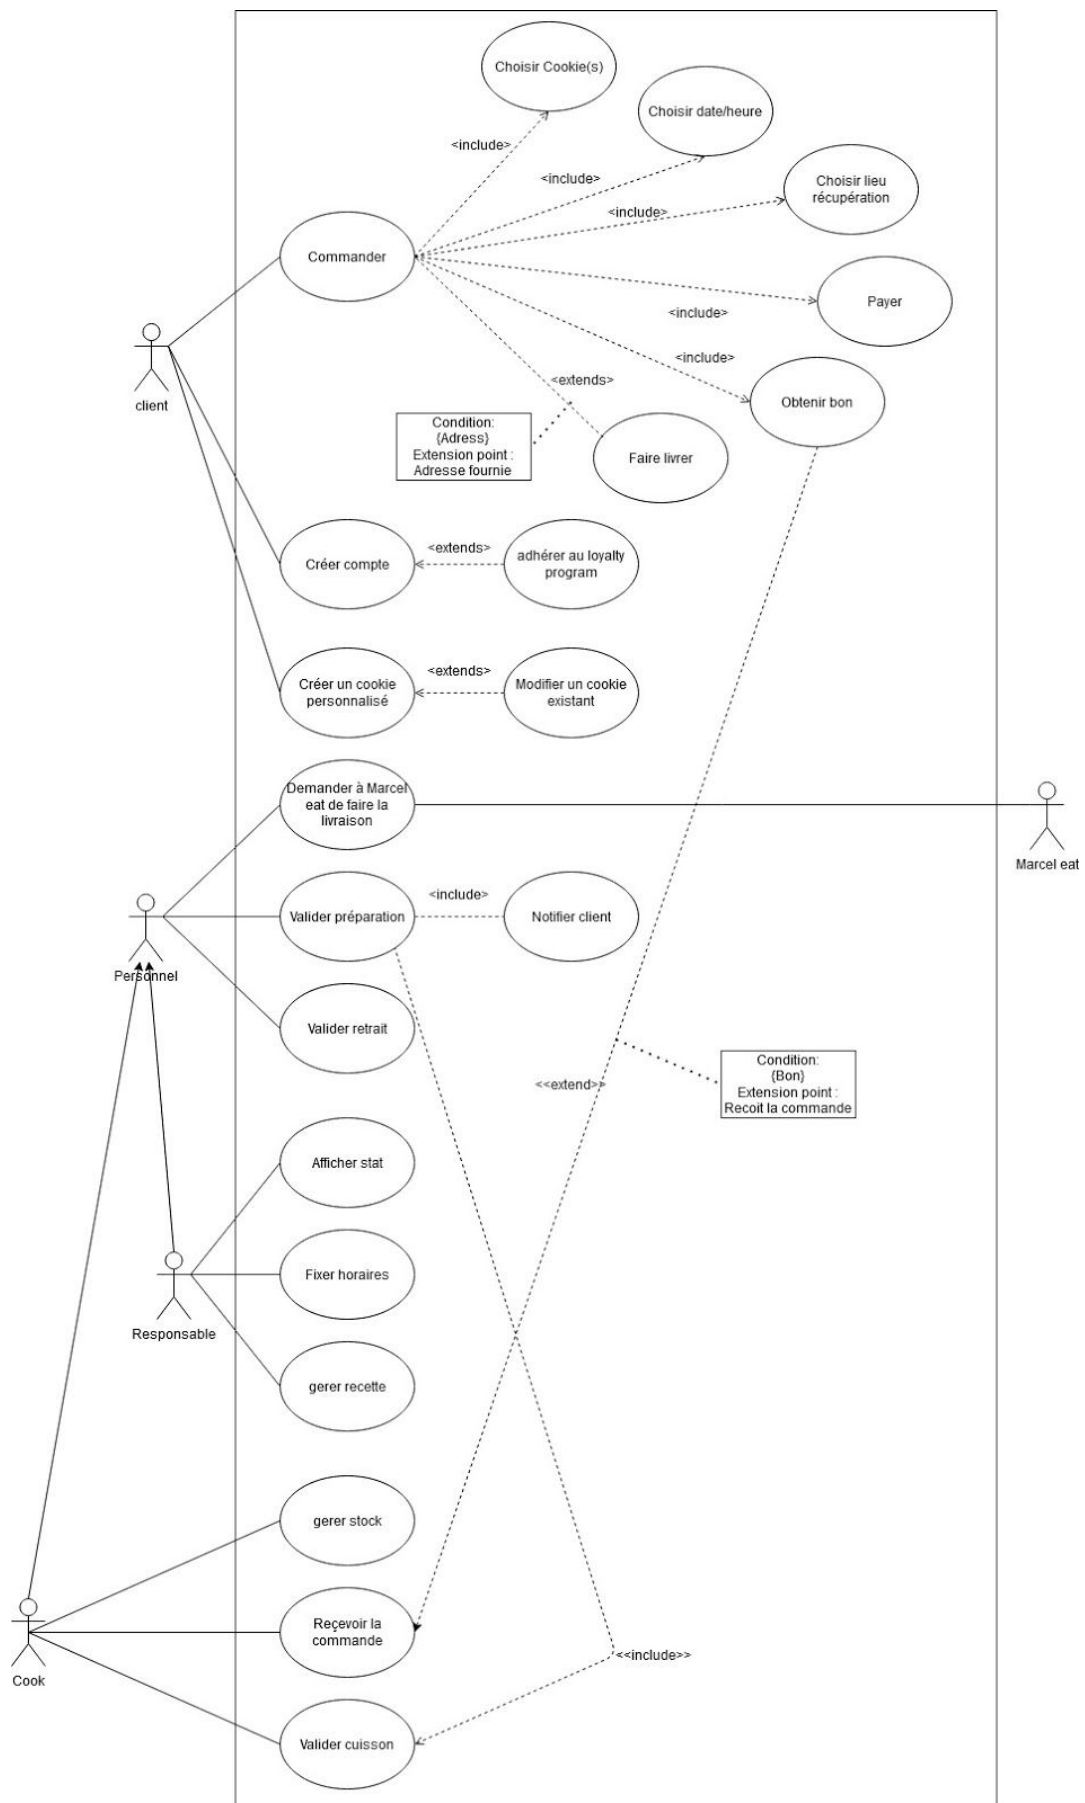 Choisir Cookie(s)
Choisir date/heure
<include>
<include>
Choisir lieu
récupération
<include>
Commander
Payer
<include>
<include>
client
<extends>
Obtenir bon
Condition:
{Adress}
Extension point :
Adresse fournie
Faire livrer
Créer compte
<extends>
adhérer au loyalty
program
Créer un cookie
personnalisé
<extends>
Modifier un cookie
existant
Demander à Marcel
eat de faire la
livraison
Marcel eat
Personnel
Valider préparation
<include>
Notifier client
Valider retrait
<<extend>>
Condition:
{Bon}
Extension point :
Recoit la commande
Afficher stat
Fixer horaires
Responsable
gerer recette
gerer stock
Reçevoir la
commande
Cook
<<include>>
Valider cuisson